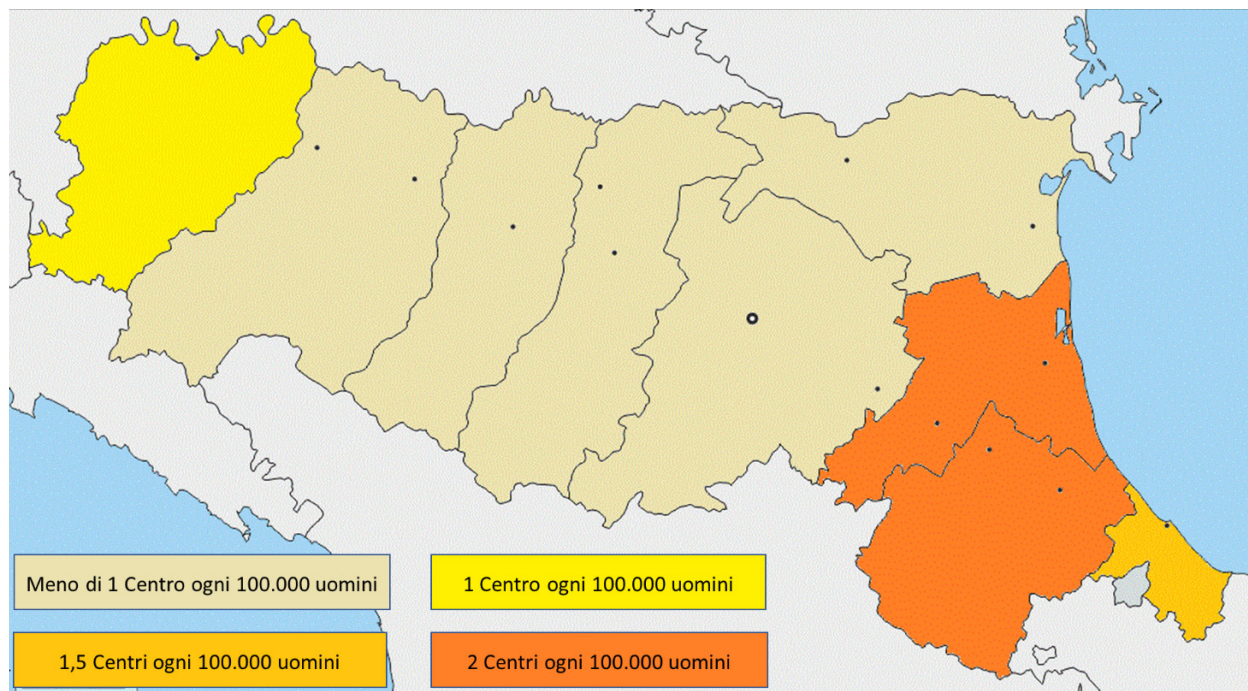 Meno di 1 Centro ogni 100.000 uomini
1 Centro ogni 100.000 uomini
1,5 Centri ogni 100.000 uomini
2 Centri ogni 100.000 uomini